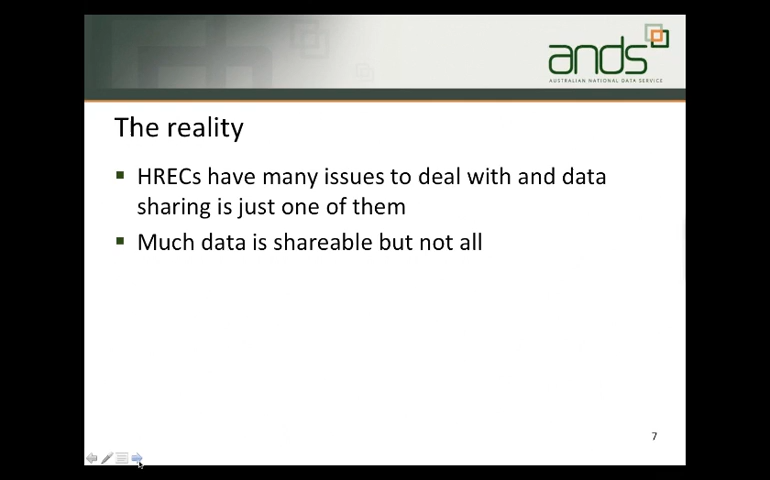 ands
AUSTRALIAN NATIONAL DATA SERVICE
The reality
HRECs have many issues to deal with and data
sharing is just one of them
Much data is shareable but not all
7